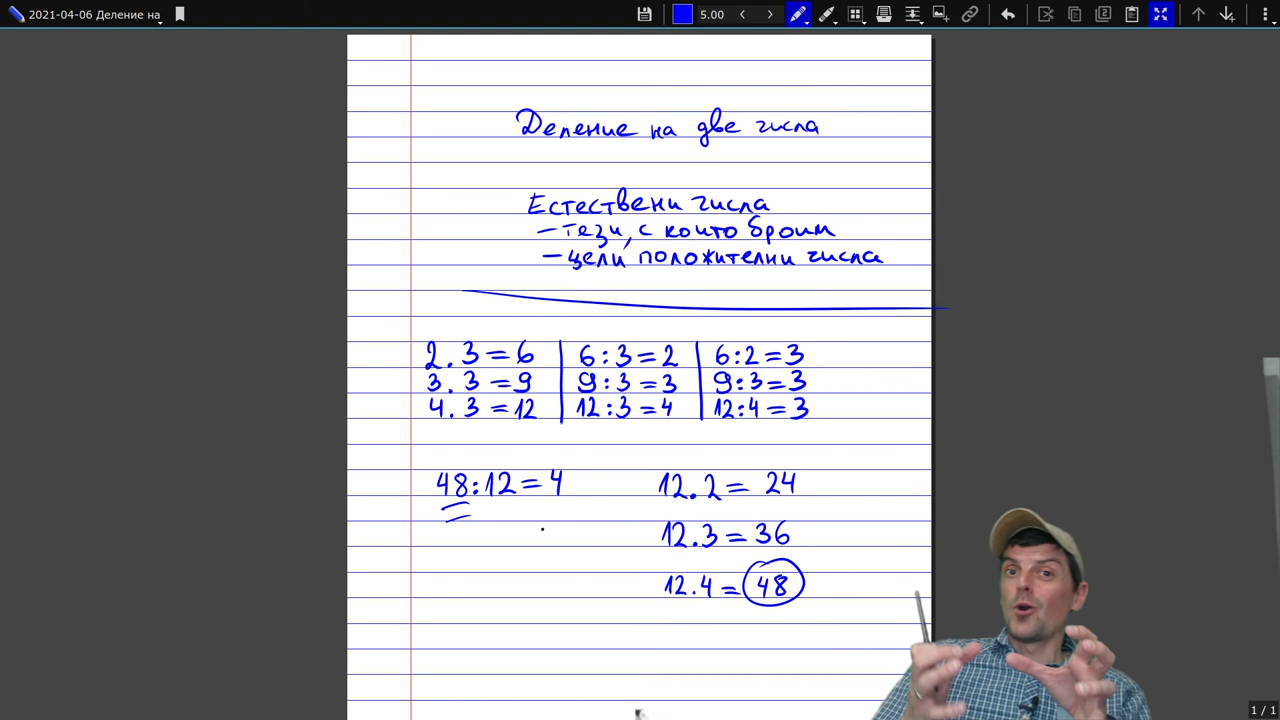 2021-04-06 Деление на
5.00
Деление на две числа
Естествени числа
– тези, с които броим
– цели положителни числа
2. 3 = 6 | 6 : 3 = 2 | 6 : 2 = 3
3. 3 = 9 | 9 : 3 = 3 | 9 : 3 = 3
4. 3 = 12 | 12 : 3 = 4 | 12 : 4 = 3
48 : 12 = 4
12 . 2 = 24
12 . 3 = 36
12 . 4 = 48
1 / 1